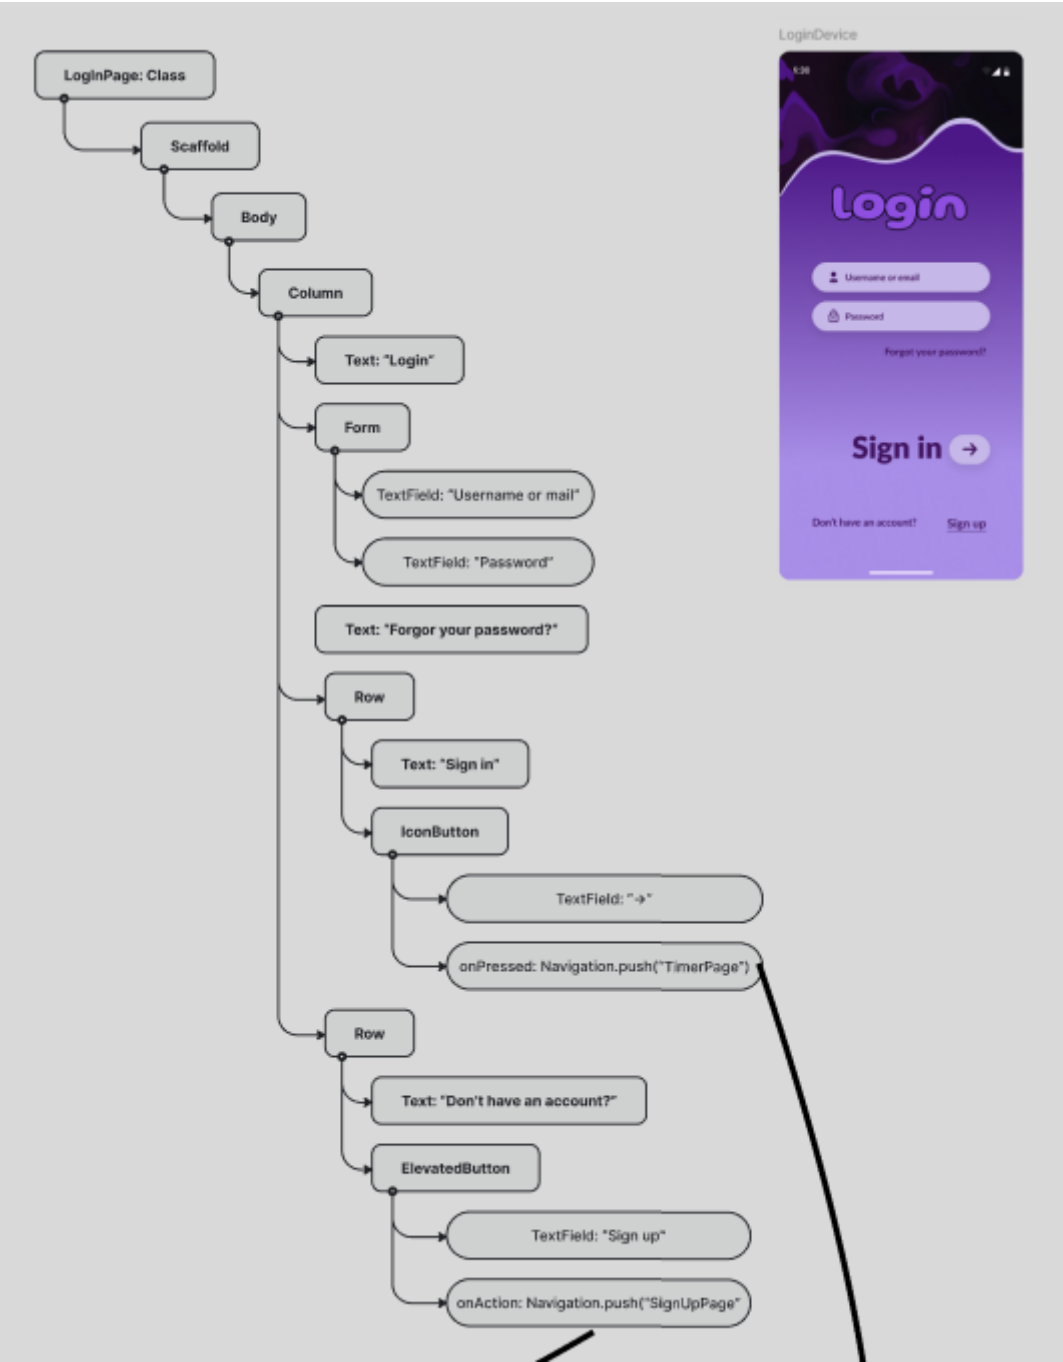 LoginDevice
LogInPage: Class
5:30
Scaffold
Login
Body
Username or email
Column
Password
Text: "Login"
Forgot your password?
Form
Sign in
TextField: "Username or mail"
Don't have an account?
Sign up
TextField: "Password"
Text: "Forgor your password?"
Row
Text: "Sign in"
IconButton
TextField: "→"
onPressed: Navigation.push("TimerPage")
Row
Text: "Don't have an account?"
ElevatedButton
TextField: "Sign up"
onAction: Navigation.push("SignUpPage"